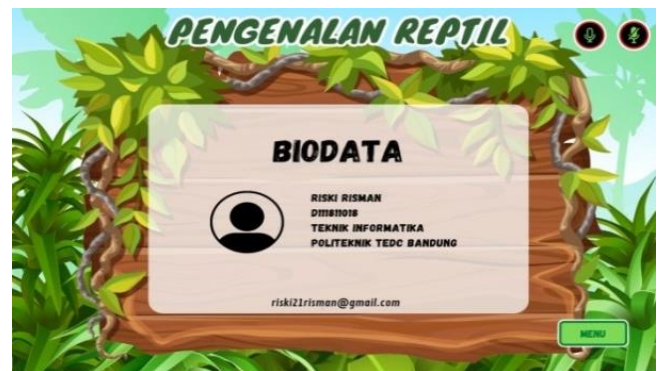 PENGENALAN REPTIL
BIODATA
RISKI RISMAN
D111811018
TEKNIK INFORMATIKA
POLITEKNIK TEDC BANDUNG
riski21risman@gmail.com
MENU